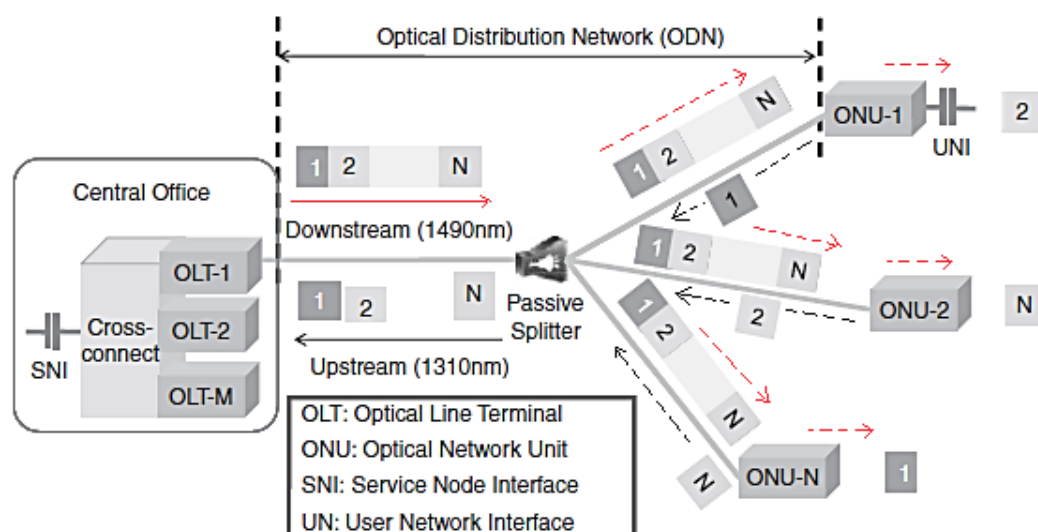 Optical Distribution Network (ODN)
N
ONU-1
2
1 2
UNI
1 2 N
Central Office
1
Downstream (1490nm)
1 2 N
OLT-1
1 2 N
Passive
Splitter
2
ONU-2
N
OLT-2
Cross-
connect
SNI
Upstream (1310nm)
1
2
OLT-M
OLT: Optical Line Terminal
N
ONU: Optical Network Unit
ONU-N
1
N
SNI: Service Node Interface
UN: User Network Interface